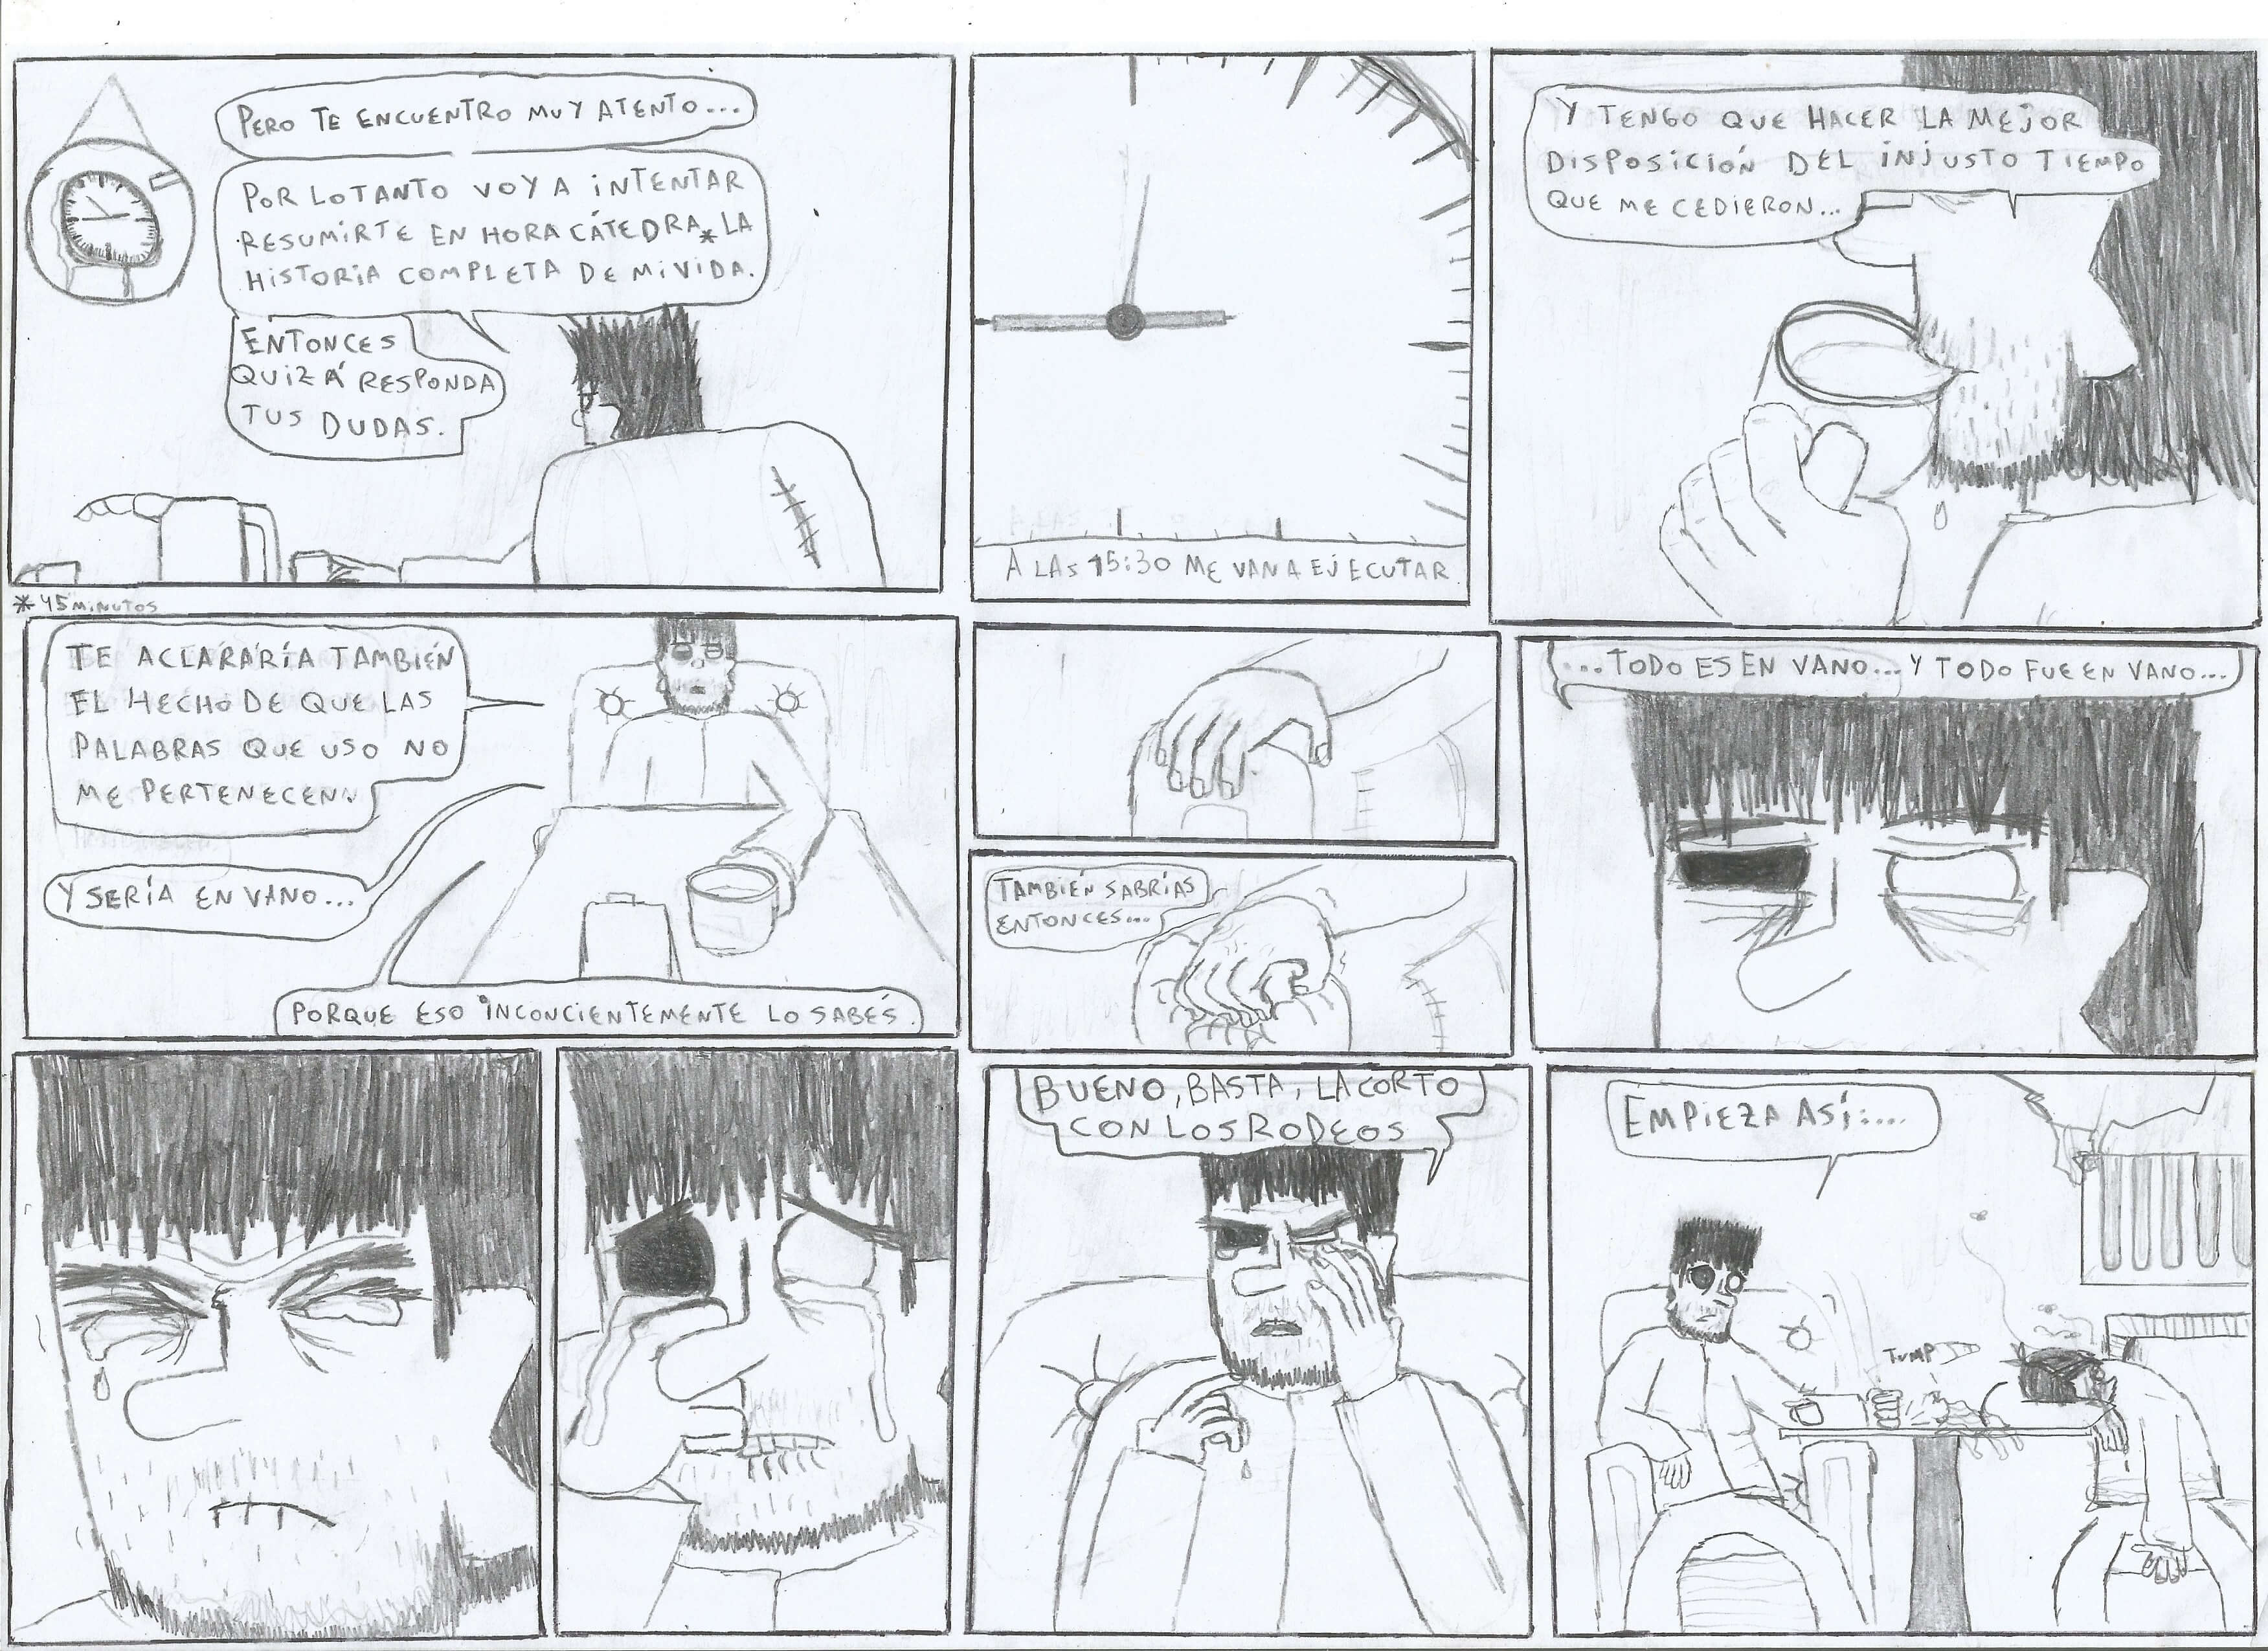 PERO TE ENCUENTRO MUY ATENTO...
POR LO TANTO VOY A INTENTAR
RESUMIRTE EN HORA CÁTEDRA* LA
HISTORIA COMPLETA DE MI VIDA.
ENTONCES
QUIZÁ RESPONDA
TUS DUDAS.
*45 MINUTOS
A LAS 15:30 ME VAN A EJECUTAR
Y TENGO QUE HACER LA MEJOR
DISPOSICIÓN DEL INJUSTO TIEMPO
QUE ME CEDIERON...
TE ACLARARÍA TAMBIÉN
EL HECHO DE QUE LAS
PALABRAS QUE USO NO
ME PERTENECEN.
Y SERÍA EN VANO...
PORQUE ESO INCONCIENTEMENTE LO SABÉS.
TAMBIÉN SABRÍAS
ENTONCES...
...TODO ES EN VANO...Y TODO FUE EN VANO...
BUENO, BASTA, LA CORTO
CON LOS RODEOS
EMPIEZA ASÍ:...
TUMP